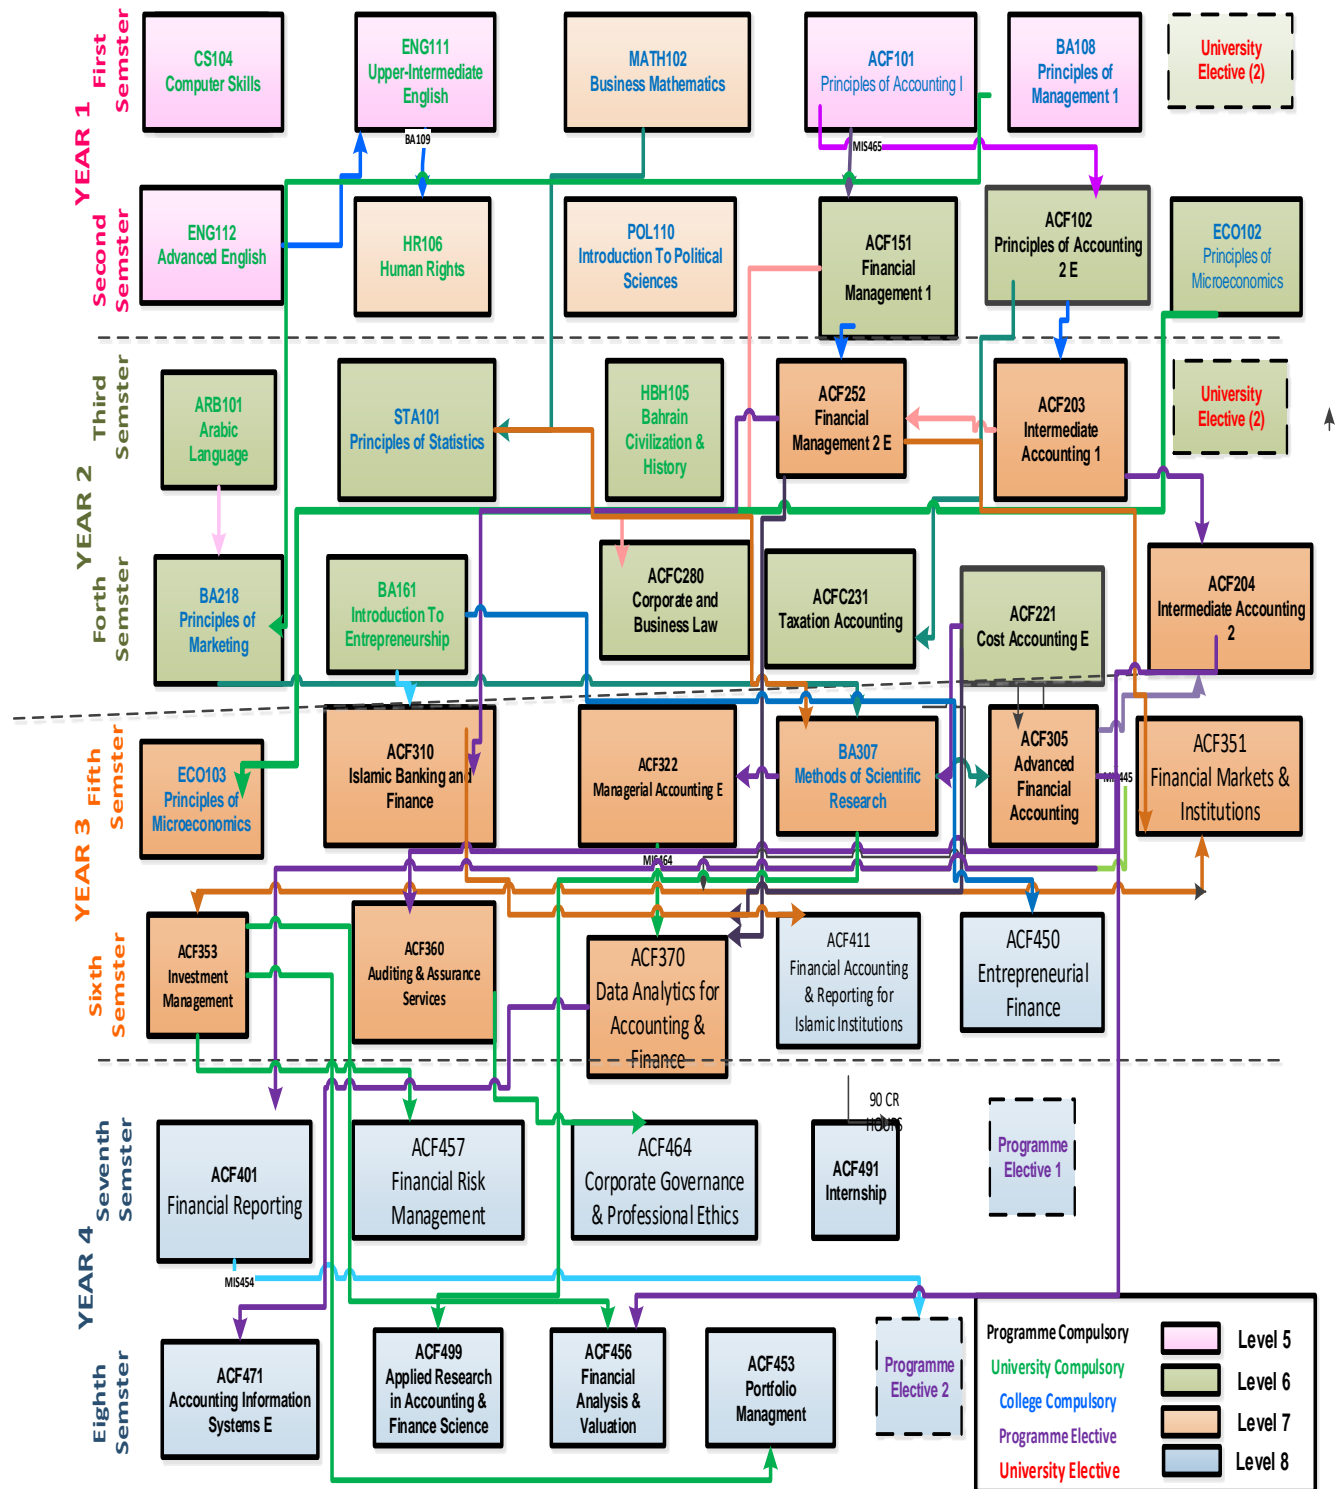 YEAR 1
First
Semster
CS104
Computer Skills
ENG111
Upper-Intermediate
English
MATH102
Business Mathematics
ACF101
Principles of Accounting I
BA108
Principles of
Management 1
University
Elective (2)
BA109
MIS465
Second
Semster
ENG112
Advanced English
HR106
Human Rights
POL110
Introduction To Political
Sciences
ACF151
Financial
Management 1
ACF102
Principles of Accounting
2 E
ECO102
Principles of
Microeconomics
YEAR 2
Third
Semster
ARB101
Arabic
Language
STA101
Principles of Statistics
HBH105
Bahrain
Civilization &
History
ACF252
Financial
Management 2 E
ACF203
Intermediate
Accounting 1
University
Elective (2)
Forth
Semster
BA218
Principles of
Marketing
BA161
Introduction To
Entrepreneurship
ACFC280
Corporate and
Business Law
ACFC231
Taxation Accounting
ACF221
Cost Accounting E
ACF204
Intermediate Accounting
2
YEAR 3
Fifth
Semster
ECO103
Principles of
Microeconomics
ACF310
Islamic Banking and
Finance
ACF322
Managerial Accounting E
BA307
Methods of Scientific
Research
ACF305
Advanced
Financial
Accounting
ACF351
Financial Markets &
Institutions
MIS464
Sixth
Semster
ACF353
Investment
Management
ACF360
Auditing & Assurance
Services
ACF370
Data Analytics for
Accounting &
Finance
ACF411
Financial Accounting
& Reporting for
Islamic Institutions
ACF450
Entrepreneurial
Finance
YEAR 4
Seventh
Semster
ACF401
Financial Reporting
ACF457
Financial Risk
Management
ACF464
Corporate Governance
& Professional Ethics
90 CR
HOURS
ACF491
Internship
Programme
Elective 1
MIS454
Eighth
Semster
ACF471
Accounting Information
Systems E
ACF499
Applied Research
in Accounting &
Finance Science
ACF456
Financial
Analysis &
Valuation
ACF453
Portfolio
Managment
Programme
Elective 2
Programme Compulsory
University Compulsory
College Compulsory
Programme Elective
University Elective
Level 5
Level 6
Level 7
Level 8